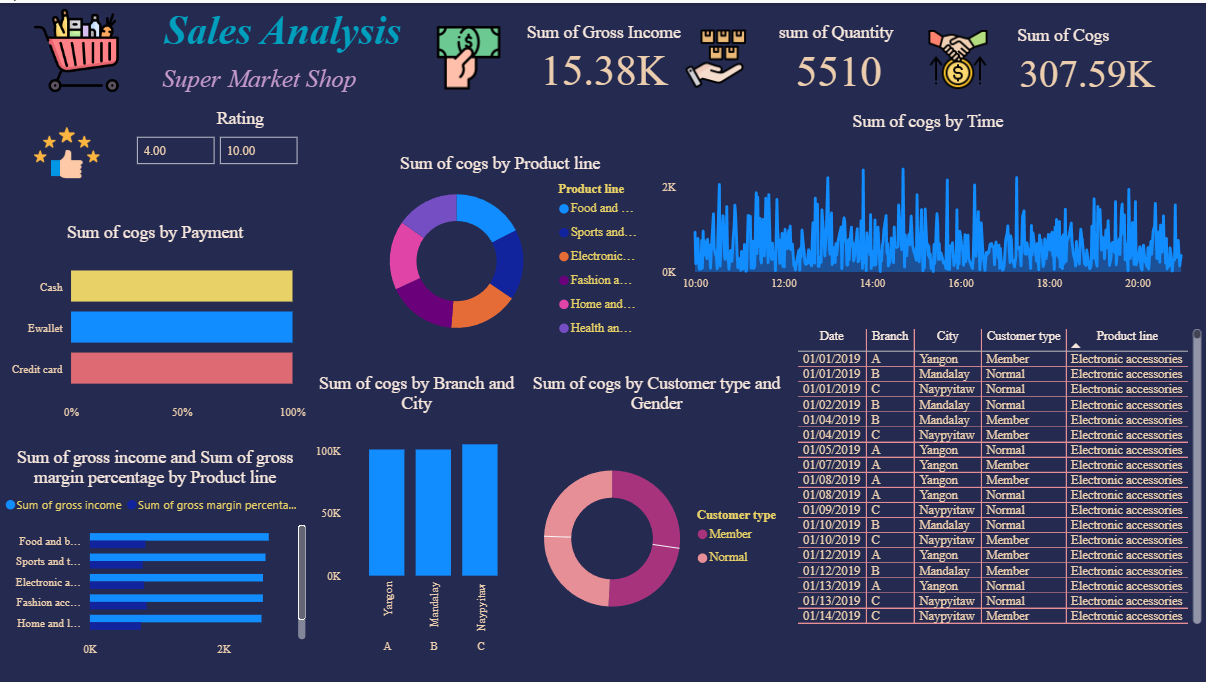 Sales Analysis
Super Market Shop
Sum of Gross Income
15.38K
sum of Quantity
5510
Sum of Cogs
307.59K
Rating
4.00
10.00
Sum of cogs by Payment
Cash
Ewallet
Credit card
0%
50%
100%
Sum of cogs by Product line
Product line
Food and …
Sports and…
Electronic…
Fashion a…
Home and…
Health an…
Sum of cogs by Time
2K
0K
10:00
12:00
14:00
16:00
18:00
20:00
Sum of gross income and Sum of gross
margin percentage by Product line
Sum of gross income
Sum of gross margin percenta...
Food and b…
Sports and t…
Electronic a…
Fashion acc…
Home and l…
0K
2K
Sum of cogs by Branch and
City
100K
50K
0K
Yangon
Mandalay
Naypyitaw
A
B
C
Sum of cogs by Customer type and
Gender
Customer type
Member
Normal
Date Branch City Customer type Product line
01/01/2019 A Yangon Member Electronic accessories
01/01/2019 B Mandalay Normal Electronic accessories
01/01/2019 C Naypyitaw Normal Electronic accessories
01/02/2019 B Mandalay Normal Electronic accessories
01/04/2019 B Mandalay Member Electronic accessories
01/04/2019 C Naypyitaw Member Electronic accessories
01/05/2019 A Yangon Normal Electronic accessories
01/07/2019 A Yangon Member Electronic accessories
01/08/2019 A Yangon Member Electronic accessories
01/08/2019 A Yangon Normal Electronic accessories
01/09/2019 C Naypyitaw Normal Electronic accessories
01/10/2019 B Mandalay Normal Electronic accessories
01/10/2019 C Naypyitaw Member Electronic accessories
01/12/2019 A Yangon Member Electronic accessories
01/12/2019 B Mandalay Member Electronic accessories
01/13/2019 A Yangon Normal Electronic accessories
01/13/2019 C Naypyitaw Normal Electronic accessories
01/14/2019 C Naypyitaw Member Electronic accessories